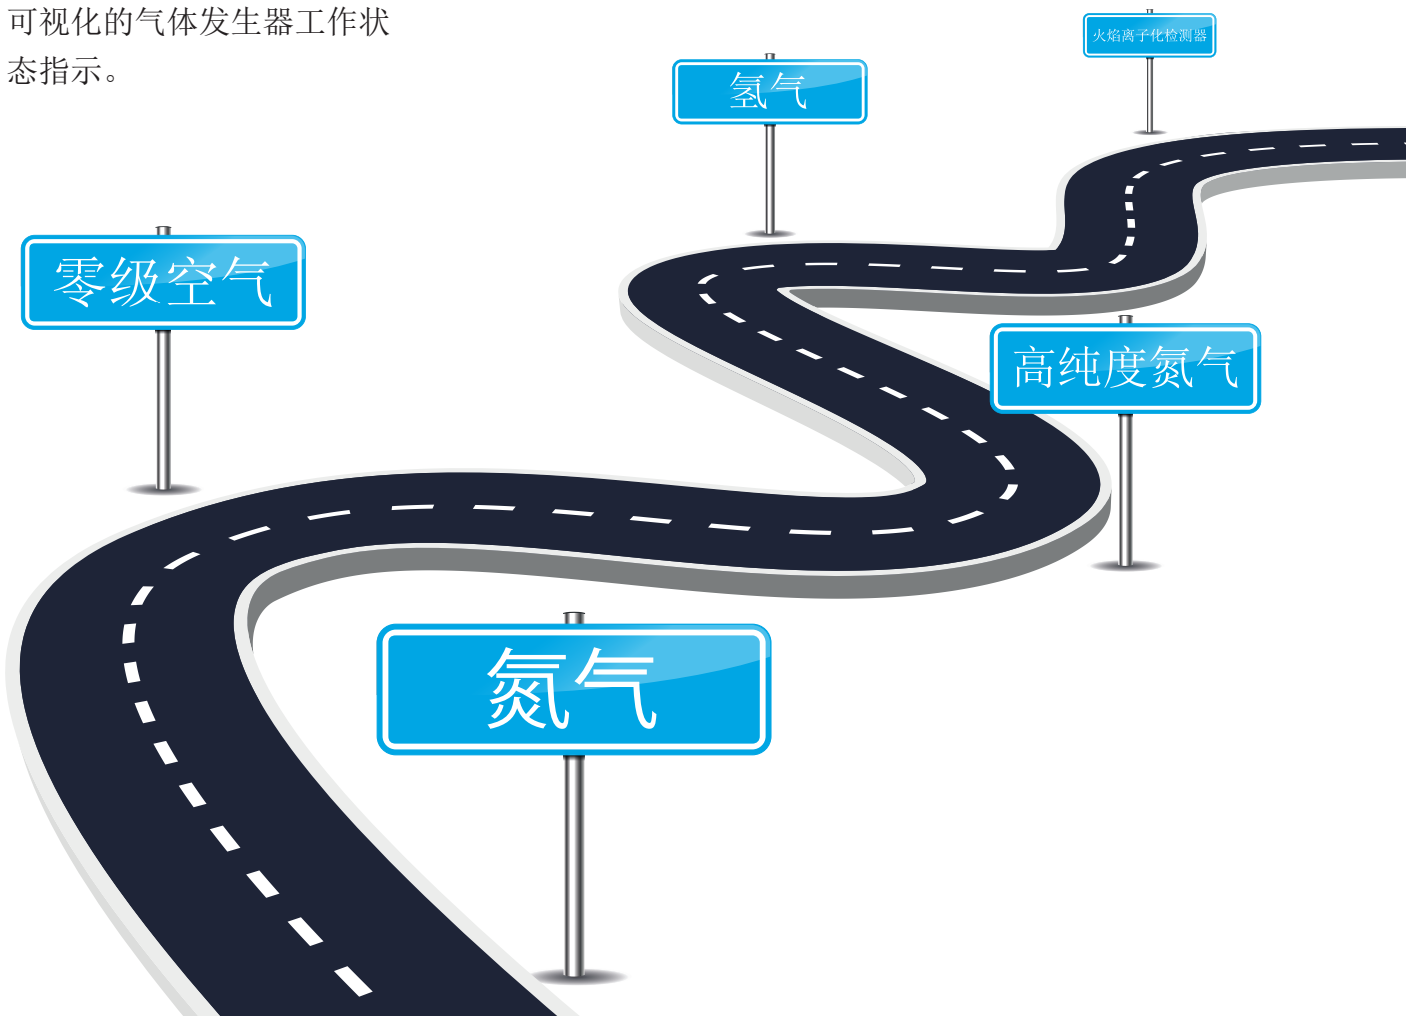 可视化的气体发生器工作状
态指示。
火焰离子化检测器
氢气
零级空气
高纯度氮气
氮气